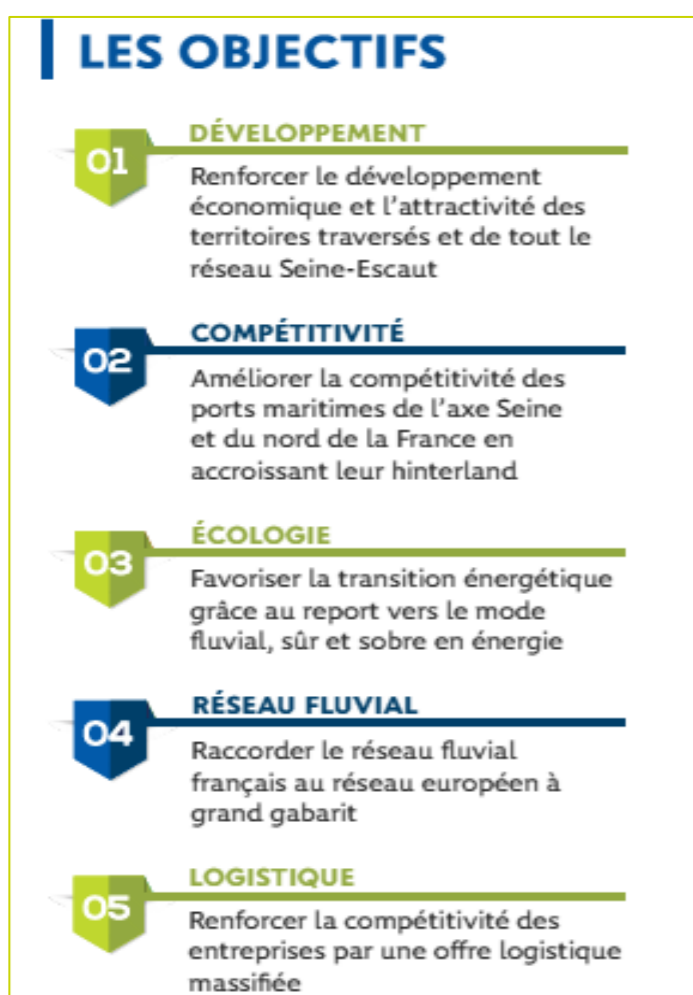 LES OBJECTIFS
01
DÉVELOPPEMENT
Renforcer le développement
économique et l'attractivité des
territoires traversés et de tout le
réseau Seine-Escaut
02
COMPÉTITIVITÉ
Améliorer la compétitivité des
ports maritimes de l'axe Seine
et du nord de la France en
accroissant leur hinterland
03
ÉCOLOGIE
Favoriser la transition énergétique
grâce au report vers le mode
fluvial, sûr et sobre en énergie
04
RÉSEAU FLUVIAL
Raccorder le réseau fluvial
français au réseau européen à
grand gabarit
05
LOGISTIQUE
Renforcer la compétitivité des
entreprises par une offre logistique
massifiée